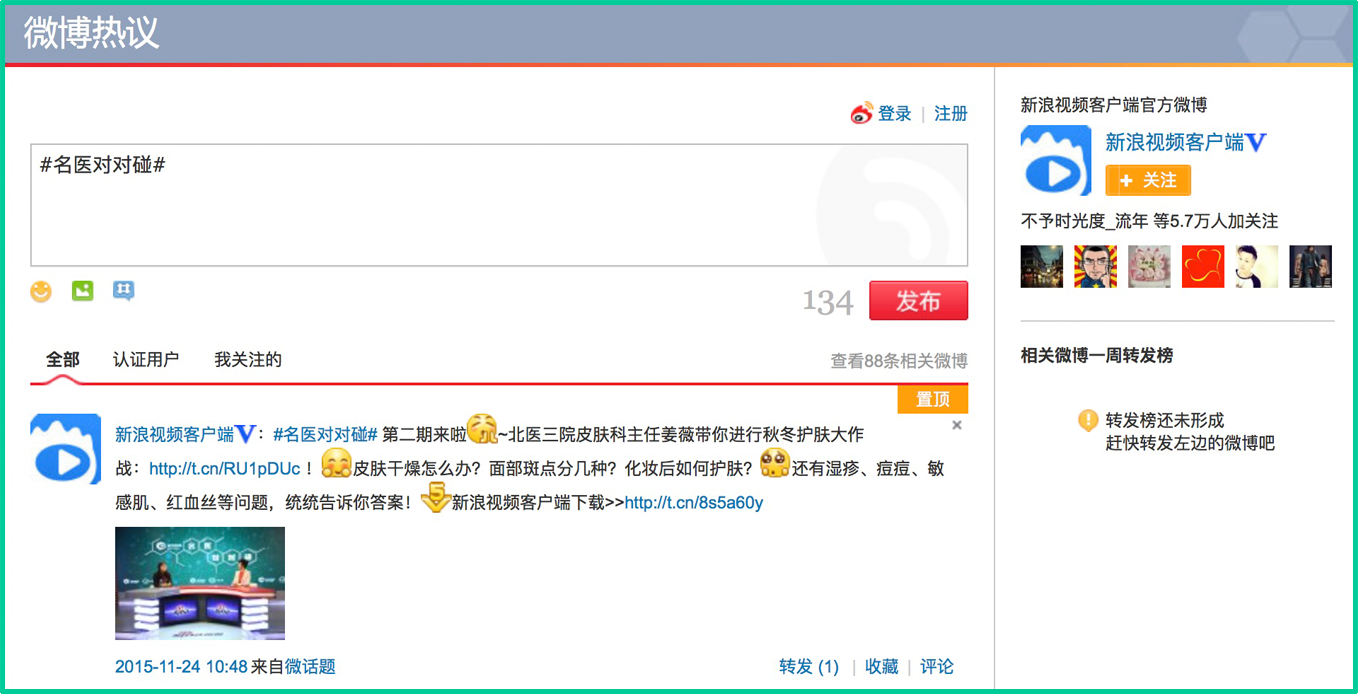 微博热议
登录 | 注册
#名医对对碰#
134 发布
全部 认证用户 我关注的 查看88条相关微博
置顶
新浪视频客户端V：#名医对对碰# 第二期来啦~北医三院皮肤科主任姜薇带你进行秋冬护肤大作
战：http://t.cn/RU1pDUc！皮肤干燥怎么办？面部斑点分几种？化妆后如何护肤？还有湿疹、痘痘、敏
感肌、红血丝等问题，统统告诉你答案！新浪视频客户端下载>>http://t.cn/8s5a60y
2015-11-24 10:48 来自微话题 转发 (1) | 收藏 | 评论
新浪视频客户端官方微博
新浪视频客户端V
+ 关注
不予时光度_流年 等5.7万人加关注
相关微博一周转发榜
转发榜还未形成
赶快转发左边的微博吧